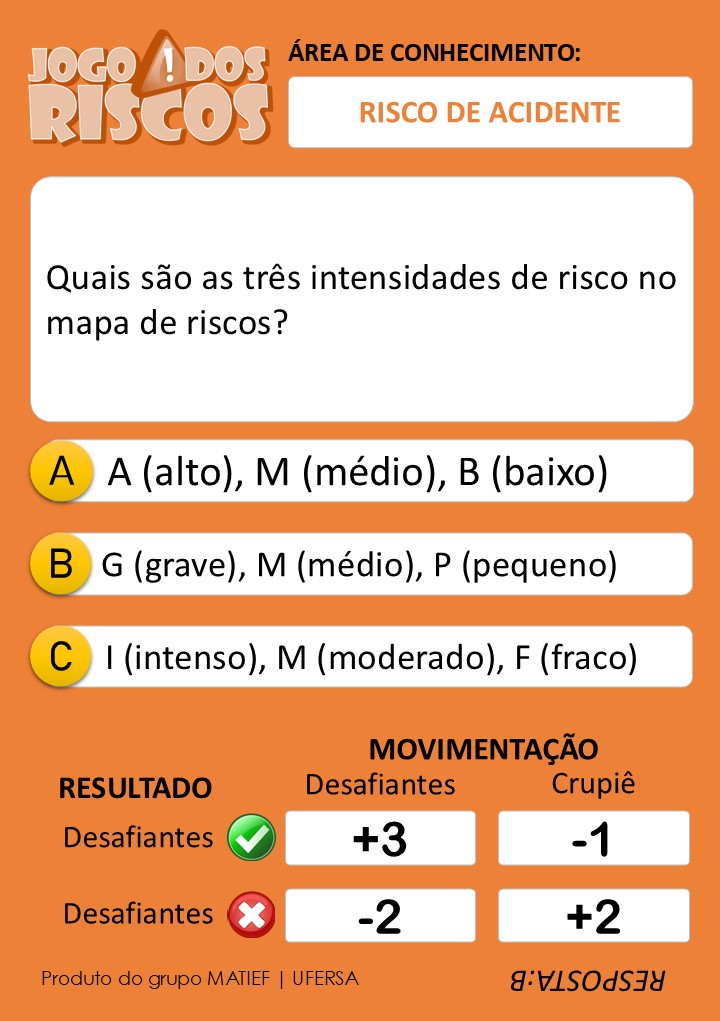 JOGO ! DOS
RISCOS
ÁREA DE CONHECIMENTO:
RISCO DE ACIDENTE
Quais são as três intensidades de risco no
mapa de riscos?
A A (alto), M (médio), B (baixo)
B G (grave), M (médio), P (pequeno)
C I (intenso), M (moderado), F (fraco)
MOVIMENTAÇÃO
RESULTADO Desafiantes Crupiê
Desafiantes +3 -1
Desafiantes -2 +2
Produto do grupo MATIEF | UFERSA
RESPOSTA:B